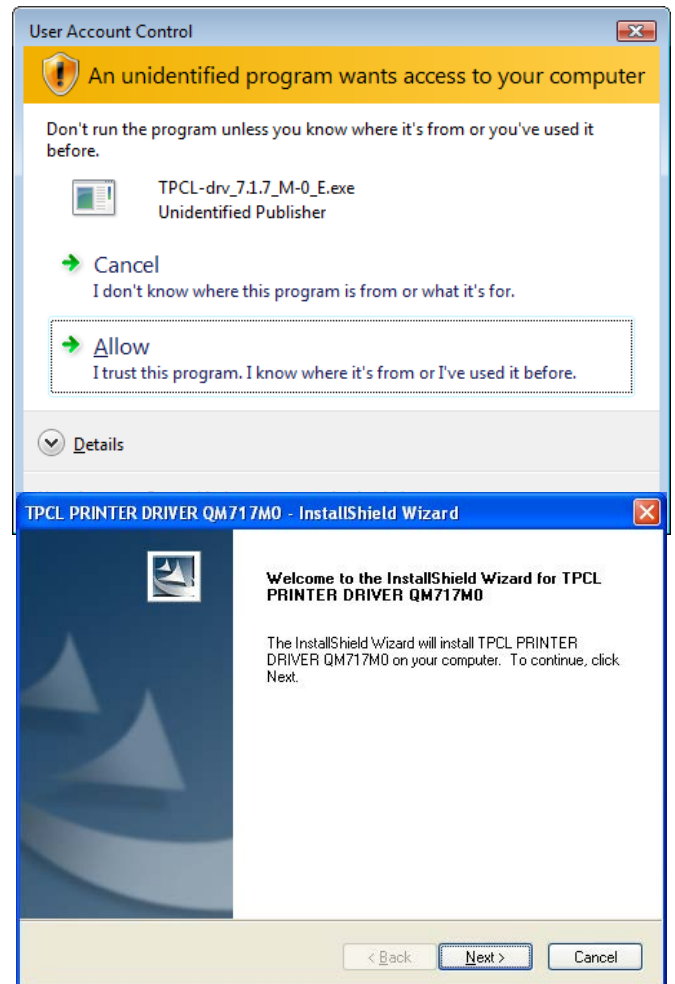 User Account Control
An unidentified program wants access to your computer
Don't run the program unless you know where it's from or you've used it
before.
TPCL-drv_7.1.7_M-0_E.exe
Unidentified Publisher
Cancel
I don't know where this program is from or what it's for.
Allow
I trust this program. I know where it's from or I've used it before.
Details
TPCL PRINTER DRIVER QM717M0 - InstallShield Wizard
Welcome to the InstallShield Wizard for TPCL
PRINTER DRIVER QM717M0
The InstallShield Wizard will install TPCL PRINTER
DRIVER QM717M0 on your computer. To continue, click
Next.
< Back Next > Cancel